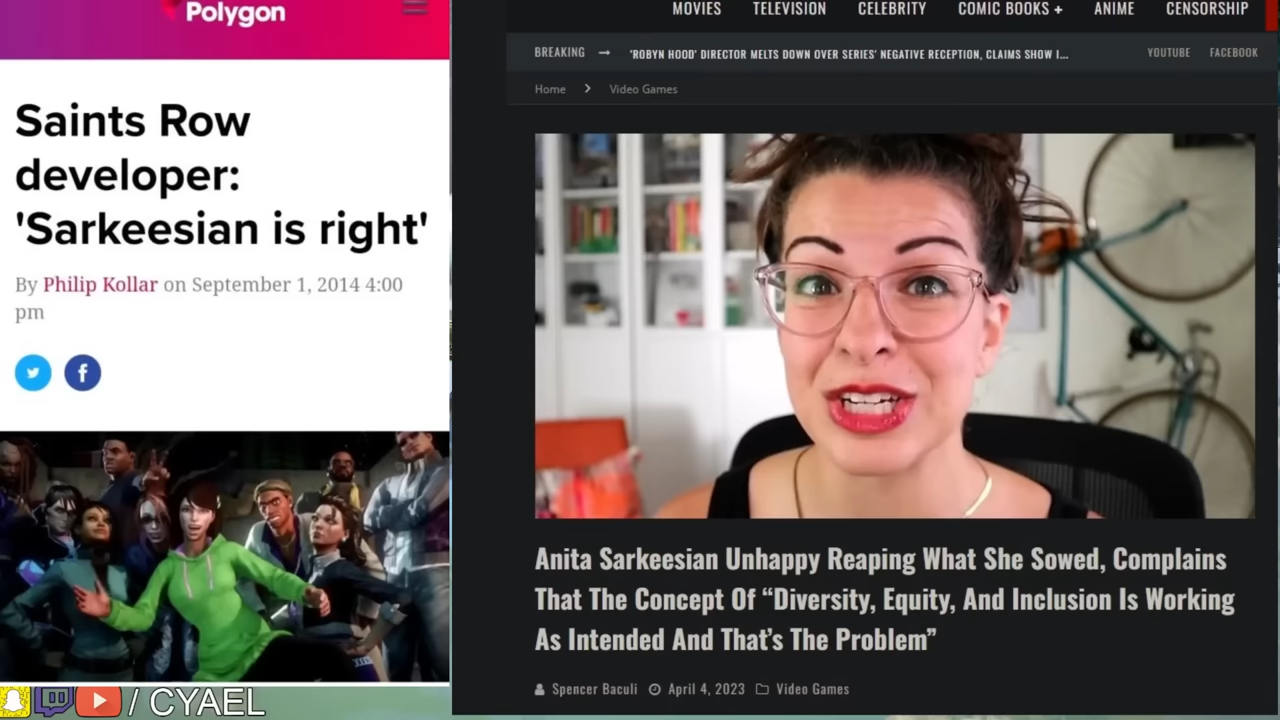 Polygon
Saints Row
developer:
'Sarkeesian is right'
By Philip Kollar on September 1, 2014 4:00
pm
/ CYAEL
MOVIES TELEVISION CELEBRITY COMIC BOOKS + ANIME CENSORSHIP
BREAKING → 'ROBYN HOOD' DIRECTOR MELTS DOWN OVER SERIES' NEGATIVE RECEPTION, CLAIMS SHOW I... YOUTUBE FACEBOOK
Home > Video Games
Anita Sarkeesian Unhappy Reaping What She Sowed, Complains
That The Concept Of “Diversity, Equity, And Inclusion Is Working
As Intended And That’s The Problem”
Spencer Baculi April 4, 2023 Video Games